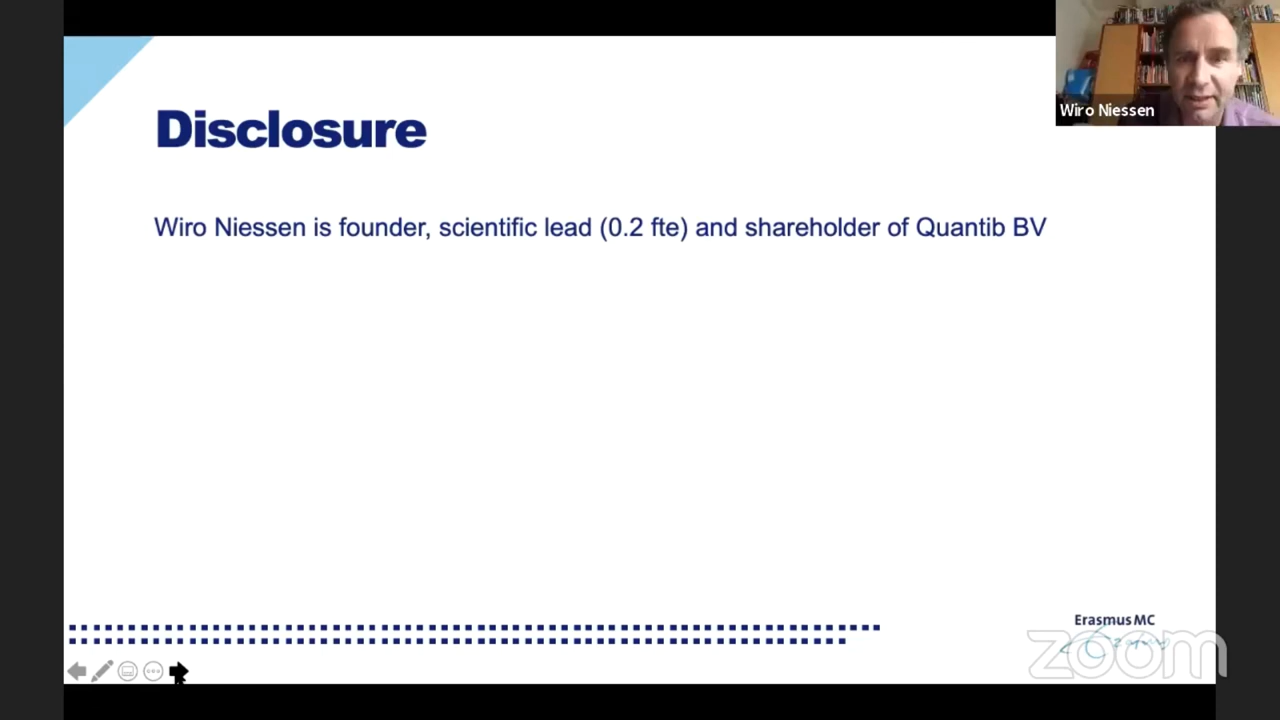 Disclosure
Wiro Niessen
Wiro Niessen is founder, scientific lead (0.2 fte) and shareholder of Quantib BV
Erasmus MC
zoom